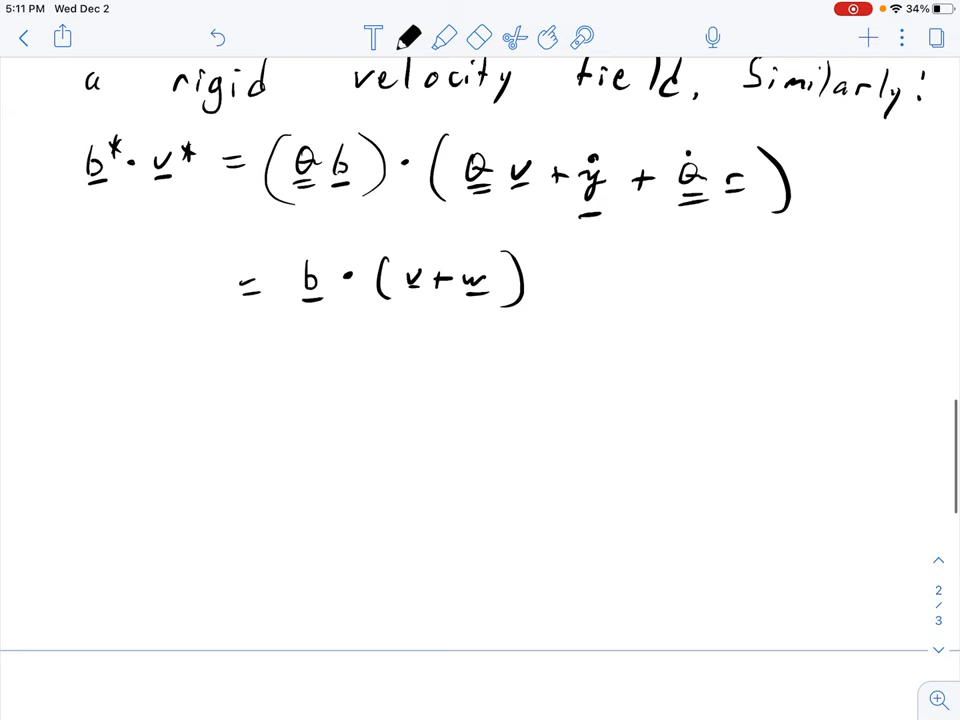 5:11 PM Wed Dec 2 34%
a rigid velocity field. Similarly:
b* · v* = (Q b) · (Q v + ẏ + Q̇ r)
= b · (v + w)
2
/
3